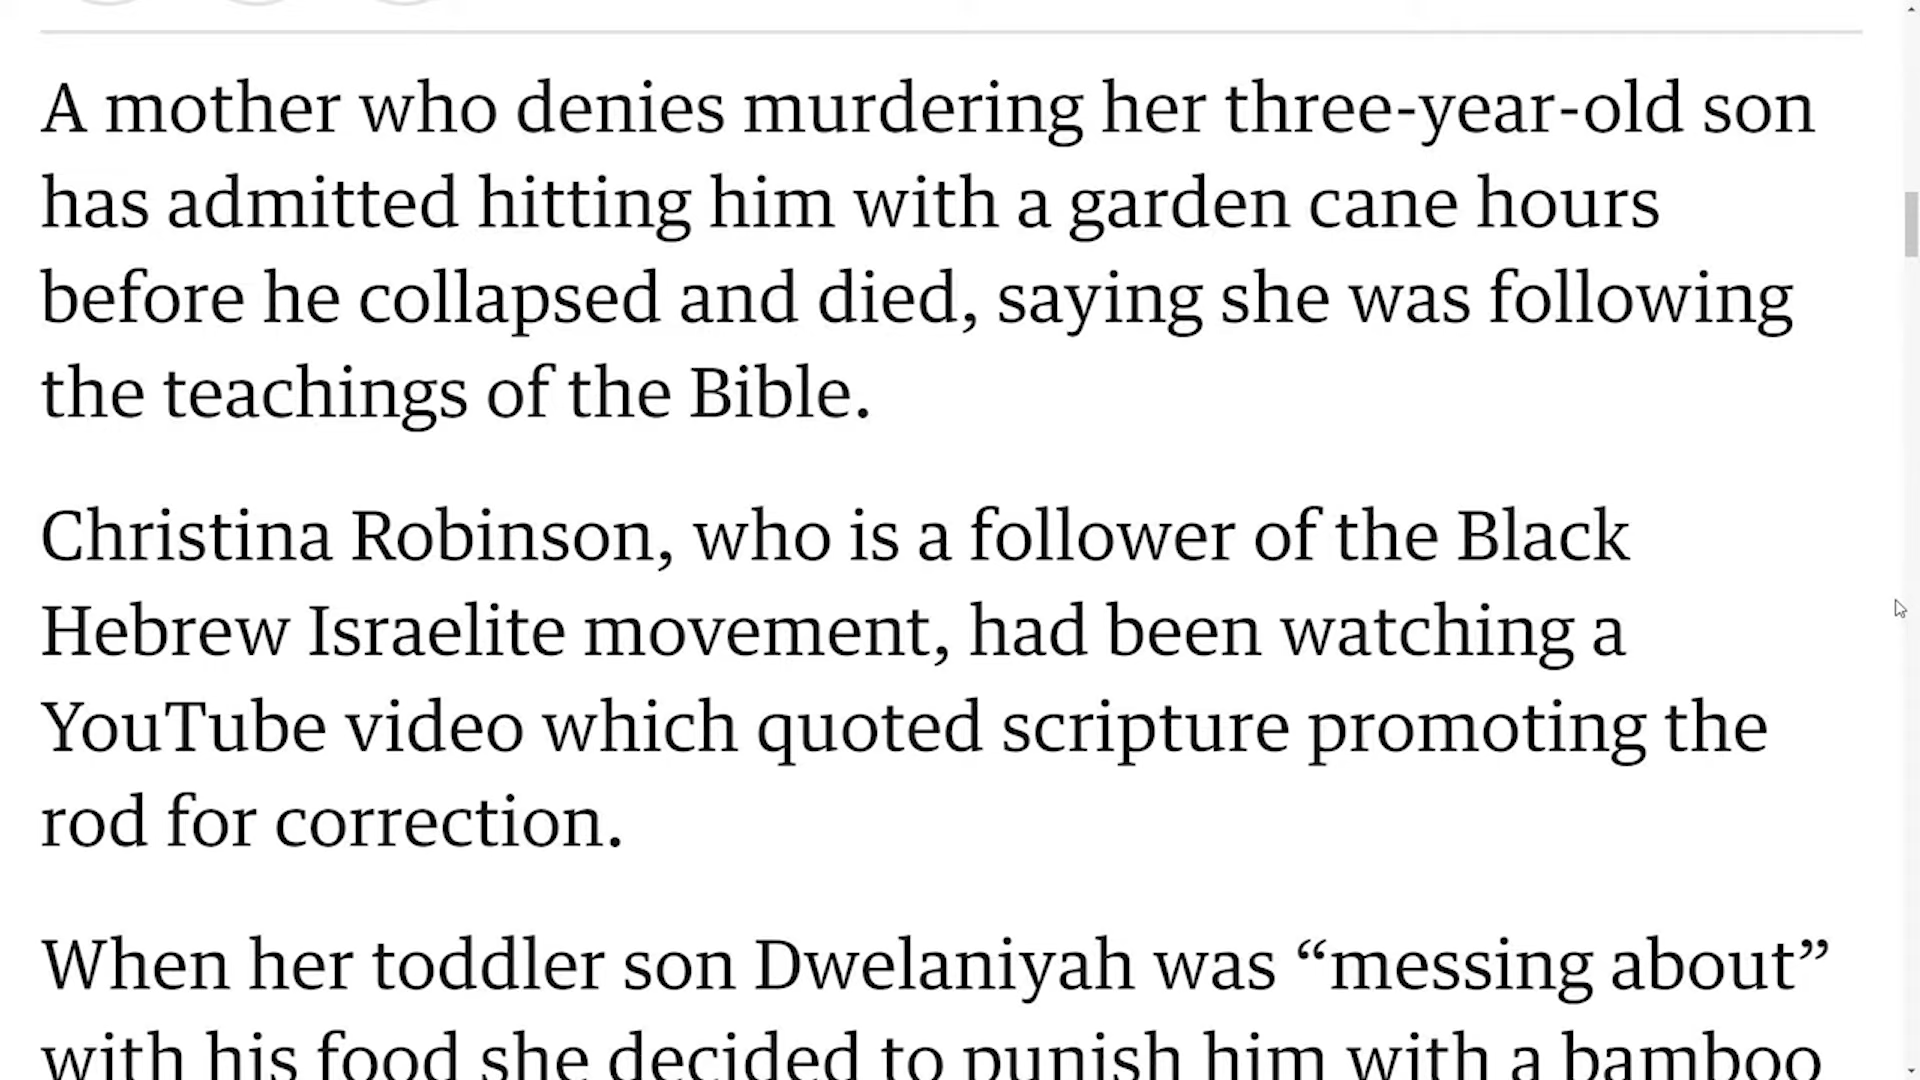 A mother who denies murdering her three-year-old son
has admitted hitting him with a garden cane hours
before he collapsed and died, saying she was following
the teachings of the Bible.
Christina Robinson, who is a follower of the Black
Hebrew Israelite movement, had been watching a
YouTube video which quoted scripture promoting the
rod for correction.
When her toddler son Dwelaniyah was “messing about”
with his food she decided to punish him with a bamboo